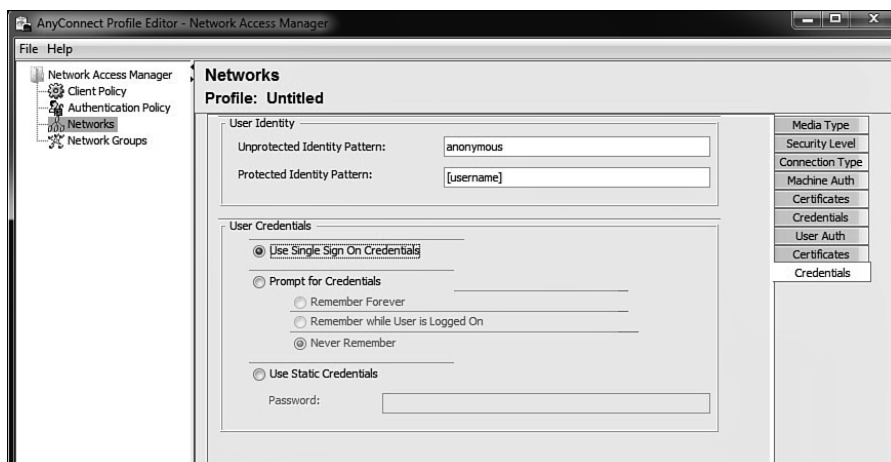 AnyConnect Profile Editor - Network Access Manager
File Help
Network Access Manager
Client Policy
Authentication Policy
Networks
Network Groups
Networks
Profile: Untitled
User Identity
Unprotected Identity Pattern: anonymous
Protected Identity Pattern: [username]
User Credentials
Use Single Sign On Credentials
Prompt for Credentials
Remember Forever
Remember while User is Logged On
Never Remember
Use Static Credentials
Password:
Media Type
Security Level
Connection Type
Machine Auth
Certificates
Credentials
User Auth
Certificates
Credentials